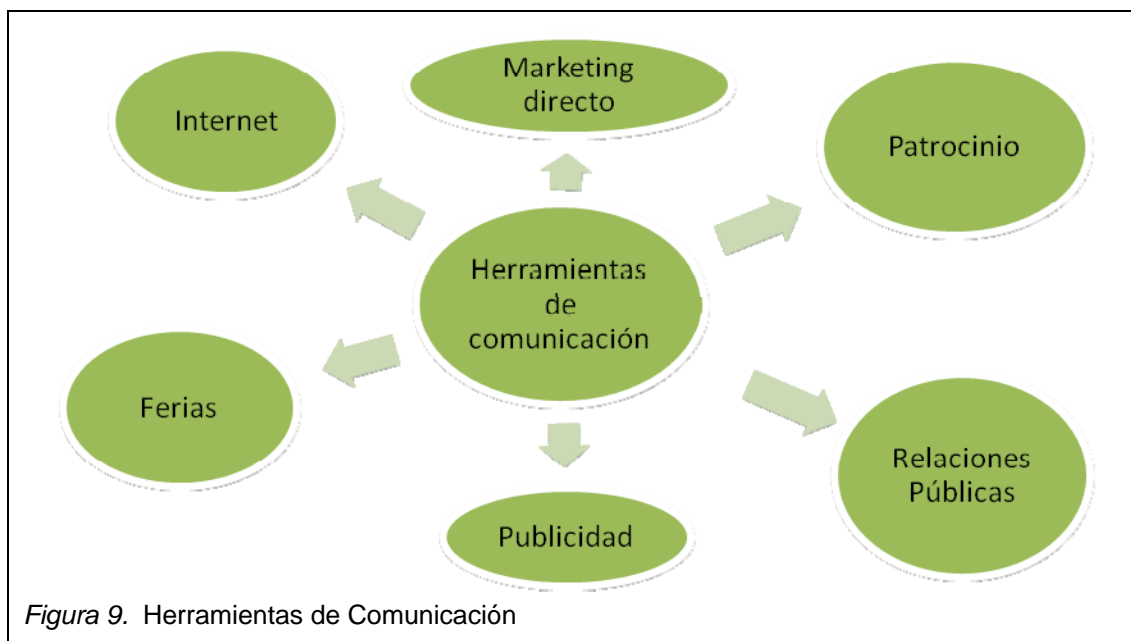 Marketing
directo
Internet
Patrocinio
Herramientas
de
comunicación
Ferias
Relaciones
Públicas
Publicidad
Figura 9. Herramientas de Comunicación